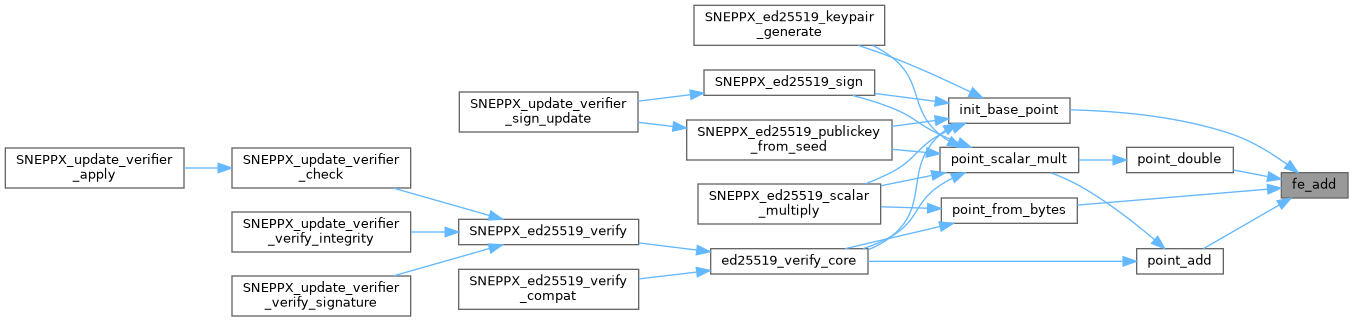 SNEPPX_ed25519_keypair
_generate
SNEPPX_ed25519_sign
SNEPPX_update_verifier
_sign_update
init_base_point
SNEPPX_ed25519_publickey
_from_seed
SNEPPX_update_verifier
_apply
SNEPPX_update_verifier
_check
point_scalar_mult
point_double
fe_add
SNEPPX_ed25519_scalar
_multiply
point_from_bytes
SNEPPX_update_verifier
_verify_integrity
SNEPPX_ed25519_verify
ed25519_verify_core
point_add
SNEPPX_update_verifier
_verify_signature
SNEPPX_ed25519_verify
_compat